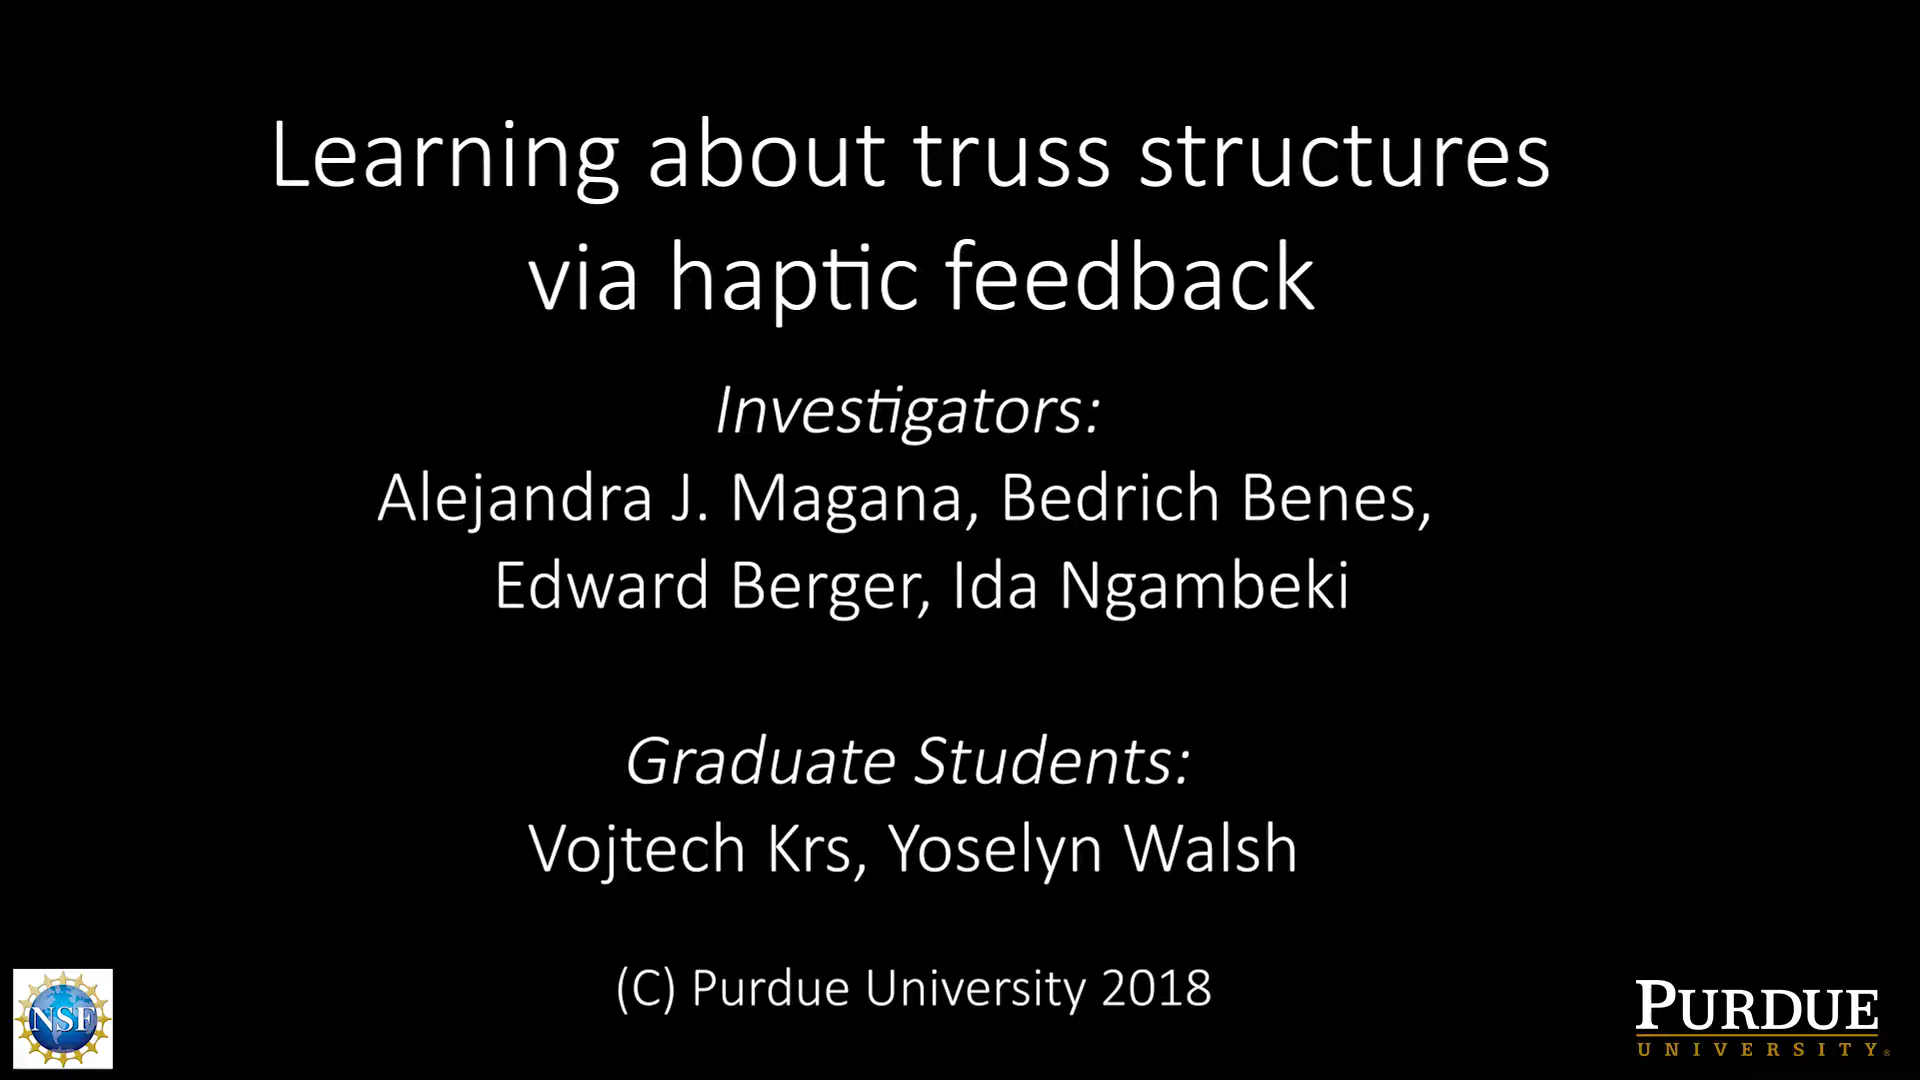 Learning about truss structures
via haptic feedback
Investigators:
Alejandra J. Magana, Bedrich Benes,
Edward Berger, Ida Ngambeki
Graduate Students:
Vojtech Krs, Yoselyn Walsh
(C) Purdue University 2018
NSF
PURDUE
UNIVERSITY®